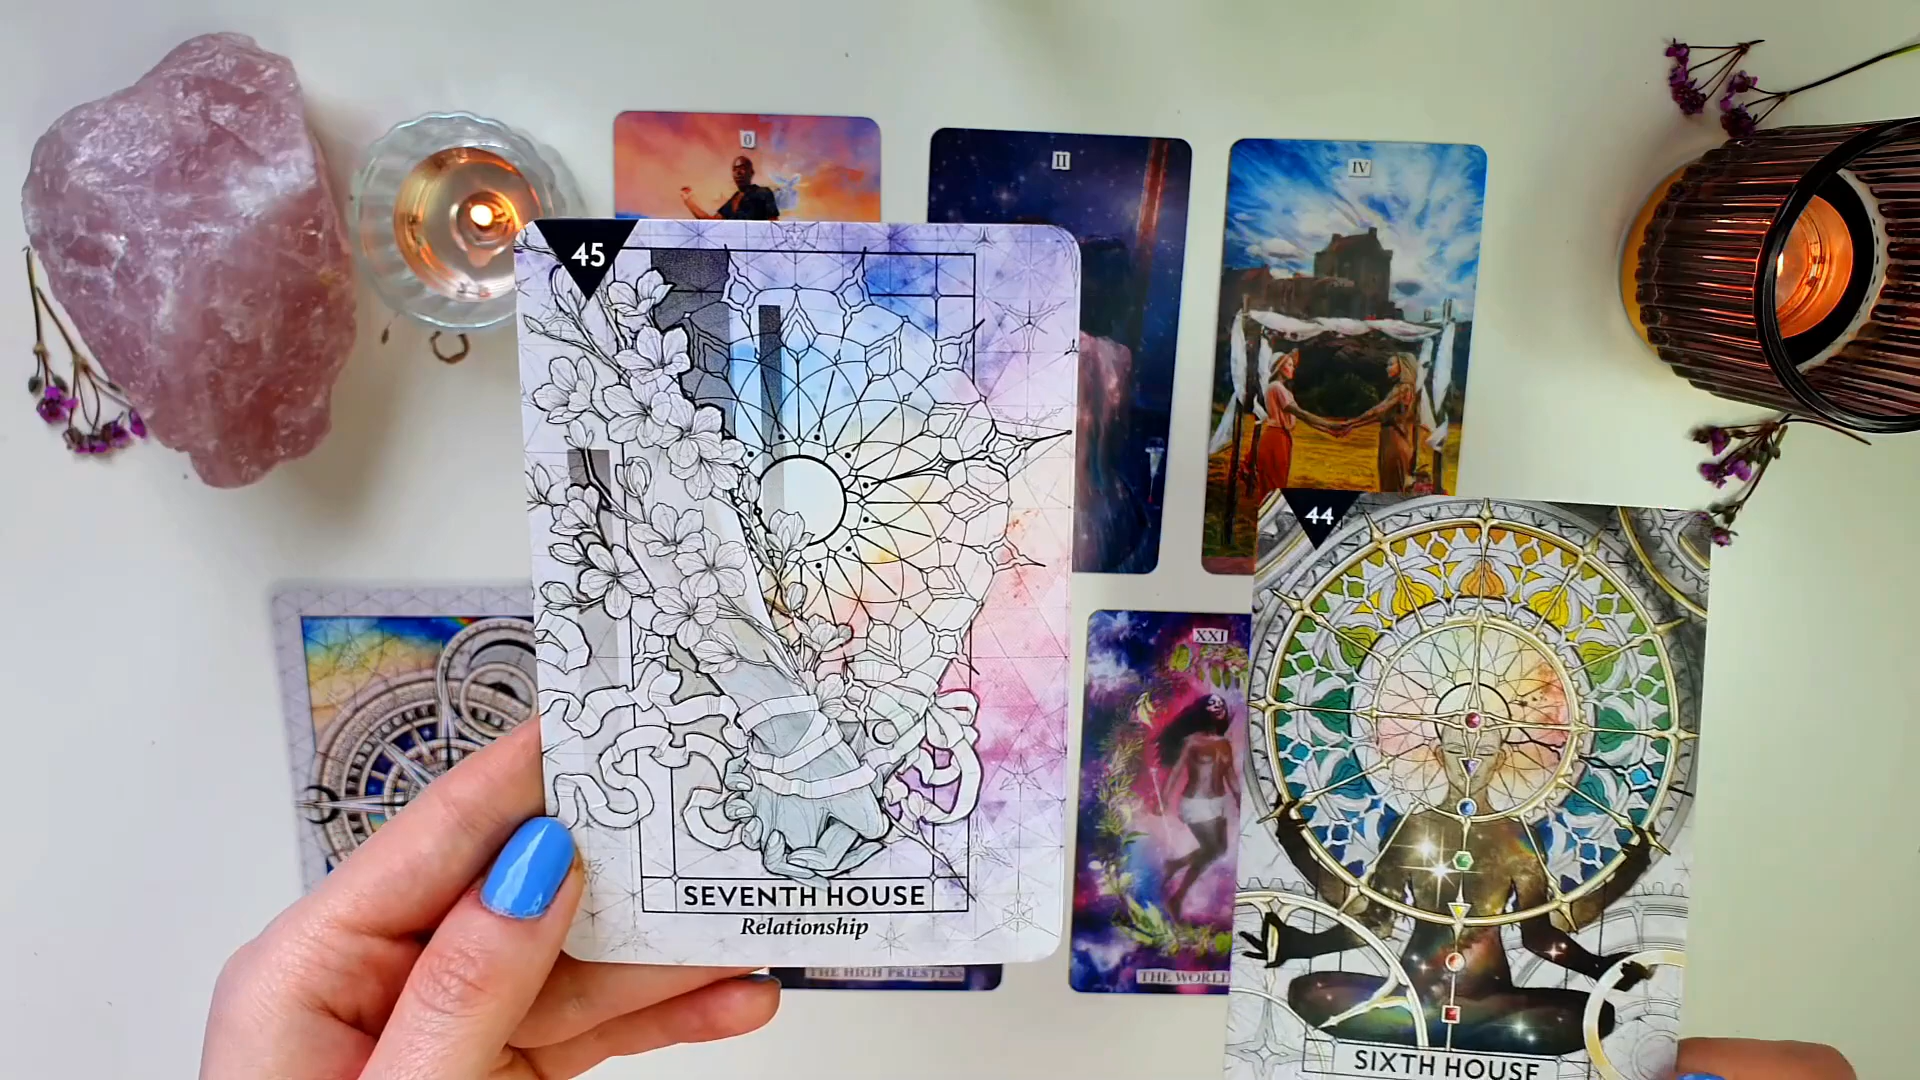 0
II
IV
45
SEVENTH HOUSE
Relationship
44
SIXTH HOUSE
XXI
THE WORLD
THE HIGH PRIESTESS